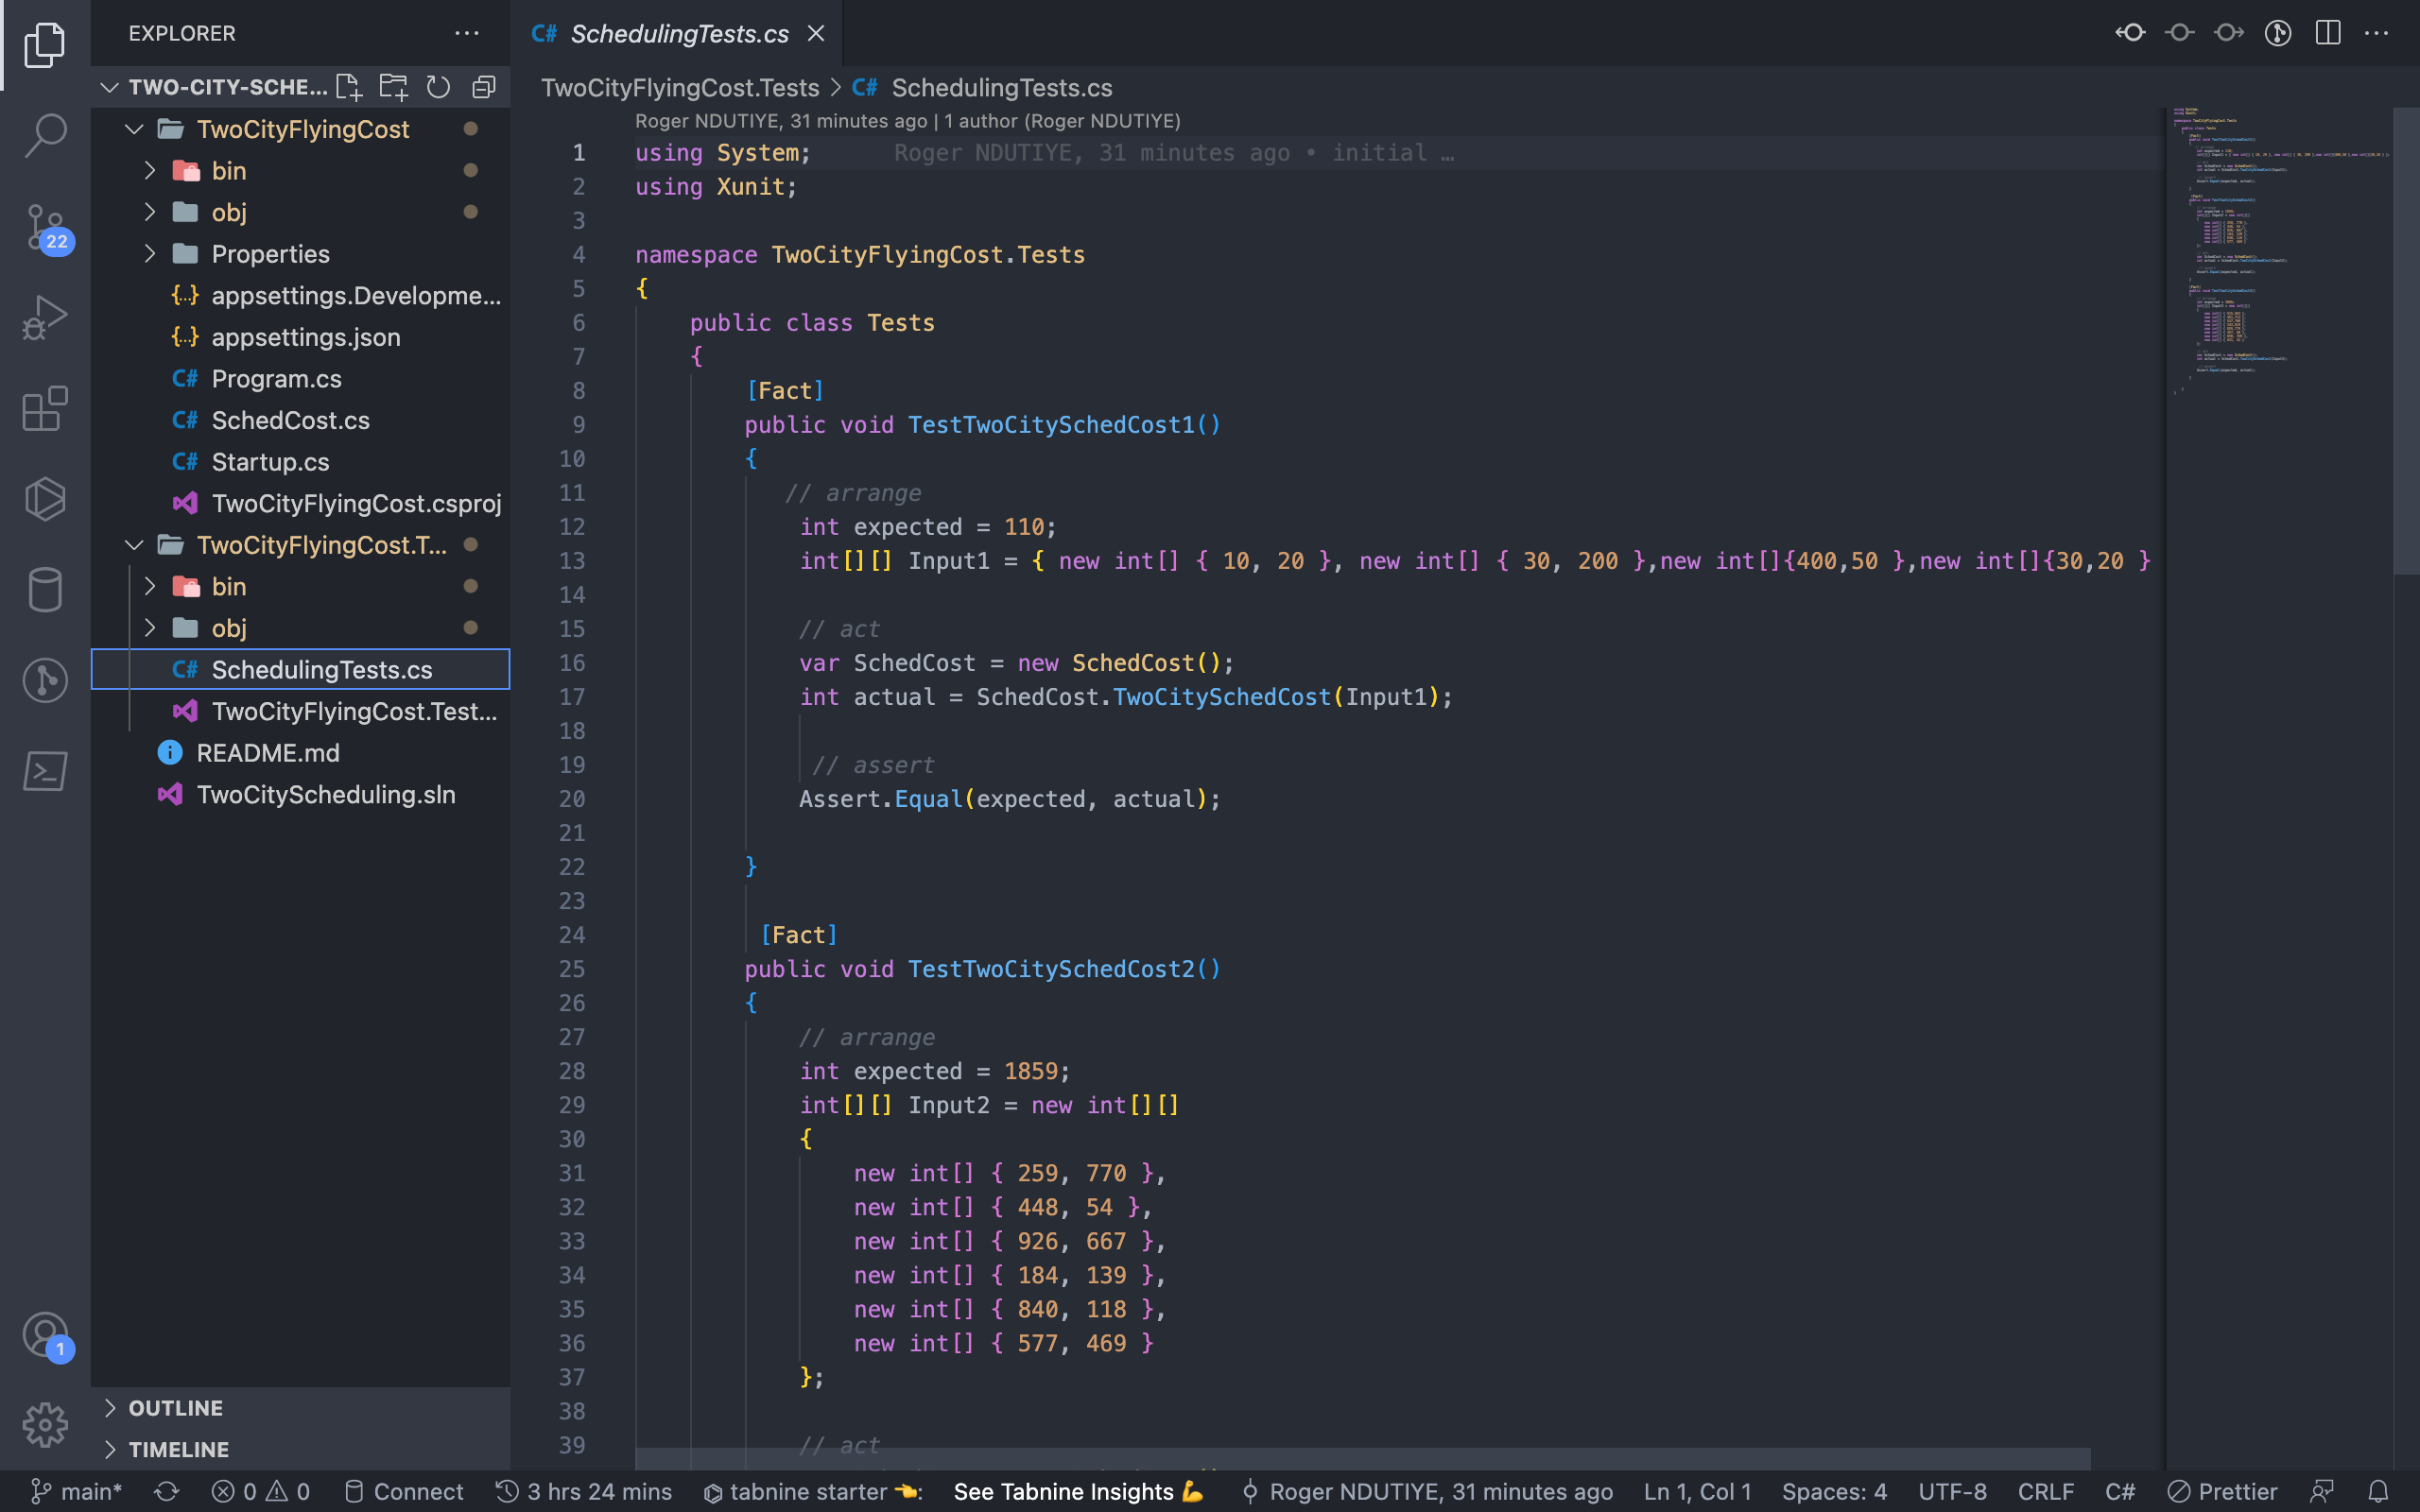 EXPLORER
TWO-CITY-SCHE...
TwoCityFlyingCost
bin
obj
Properties
appsettings.Developme...
appsettings.json
C# Program.cs
C# SchedCost.cs
C# Startup.cs
TwoCityFlyingCost.csproj
TwoCityFlyingCost.T...
bin
obj
C# SchedulingTests.cs
TwoCityFlyingCost.Test...
README.md
TwoCityScheduling.sln
OUTLINE
TIMELINE
22
1
C# SchedulingTests.cs
TwoCityFlyingCost.Tests > C# SchedulingTests.cs
Roger NDUTIYE, 31 minutes ago | 1 author (Roger NDUTIYE)
1 using System; Roger NDUTIYE, 31 minutes ago • initial …
2 using Xunit;
3
4 namespace TwoCityFlyingCost.Tests
5 {
6 public class Tests
7 {
8 [Fact]
9 public void TestTwoCitySchedCost1()
10 {
11 // arrange
12 int expected = 110;
13 int[][] Input1 = { new int[] { 10, 20 }, new int[] { 30, 200 },new int[]{400,50 },new int[]{30,20 }
14
15 // act
16 var SchedCost = new SchedCost();
17 int actual = SchedCost.TwoCitySchedCost(Input1);
18
19 // assert
20 Assert.Equal(expected, actual);
21
22 }
23
24 [Fact]
25 public void TestTwoCitySchedCost2()
26 {
27 // arrange
28 int expected = 1859;
29 int[][] Input2 = new int[][]
30 {
31 new int[] { 259, 770 },
32 new int[] { 448, 54 },
33 new int[] { 926, 667 },
34 new int[] { 184, 139 },
35 new int[] { 840, 118 },
36 new int[] { 577, 469 }
37 };
38
39 // act
main* 0 0 Connect 3 hrs 24 mins tabnine starter : See Tabnine Insights Roger NDUTIYE, 31 minutes ago Ln 1, Col 1 Spaces: 4 UTF-8 CRLF C# Prettier